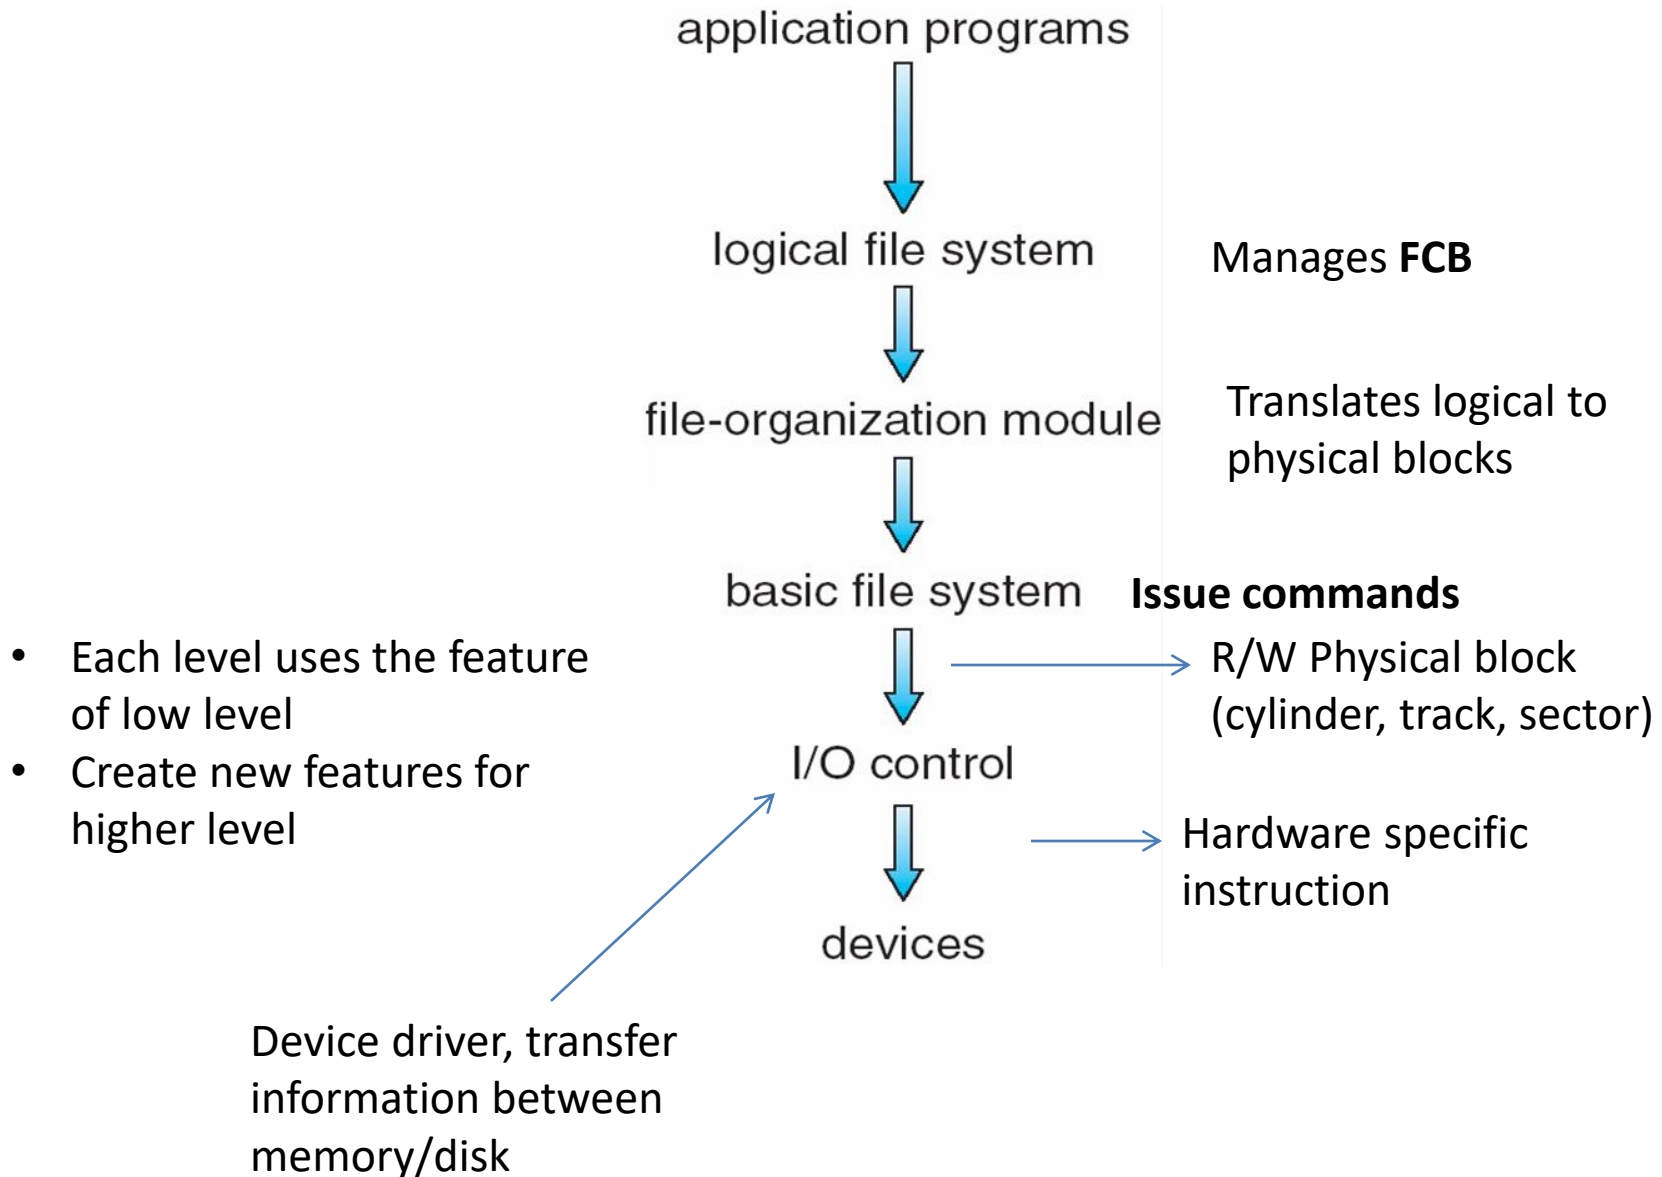 application programs
logical file system
Manages FCB
file-organization module
Translates logical to
physical blocks
basic file system
Issue commands
R/W Physical block
(cylinder, track, sector)
• Each level uses the feature
of low level
• Create new features for
higher level
I/O control
Hardware specific
instruction
devices
Device driver, transfer
information between
memory/disk